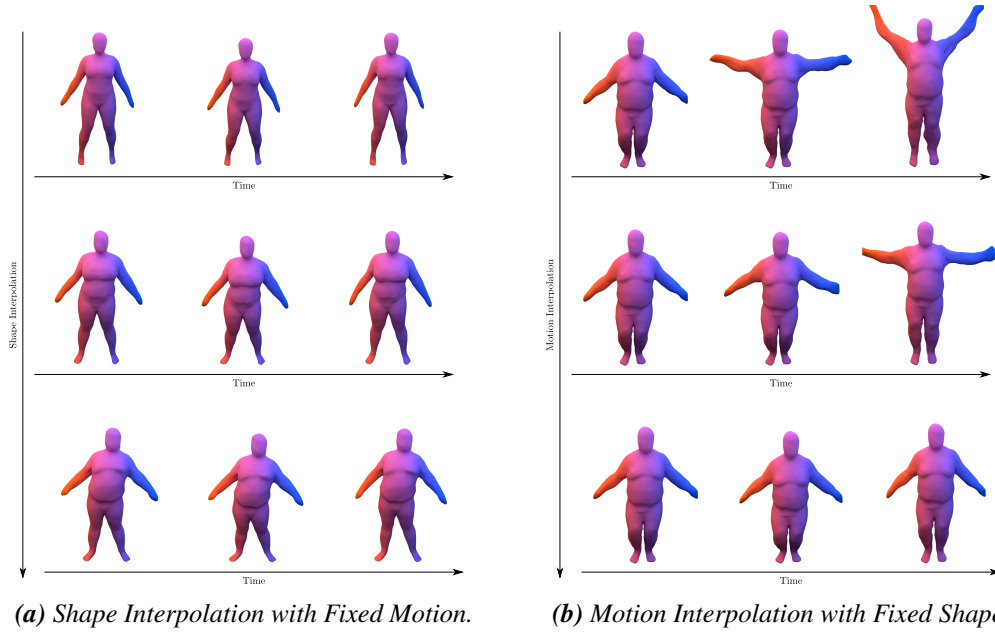 Shape Interpolation
Time
Time
Time
(a) Shape Interpolation with Fixed Motion.
Motion Interpolation
Time
Time
Time
(b) Motion Interpolation with Fixed Shap